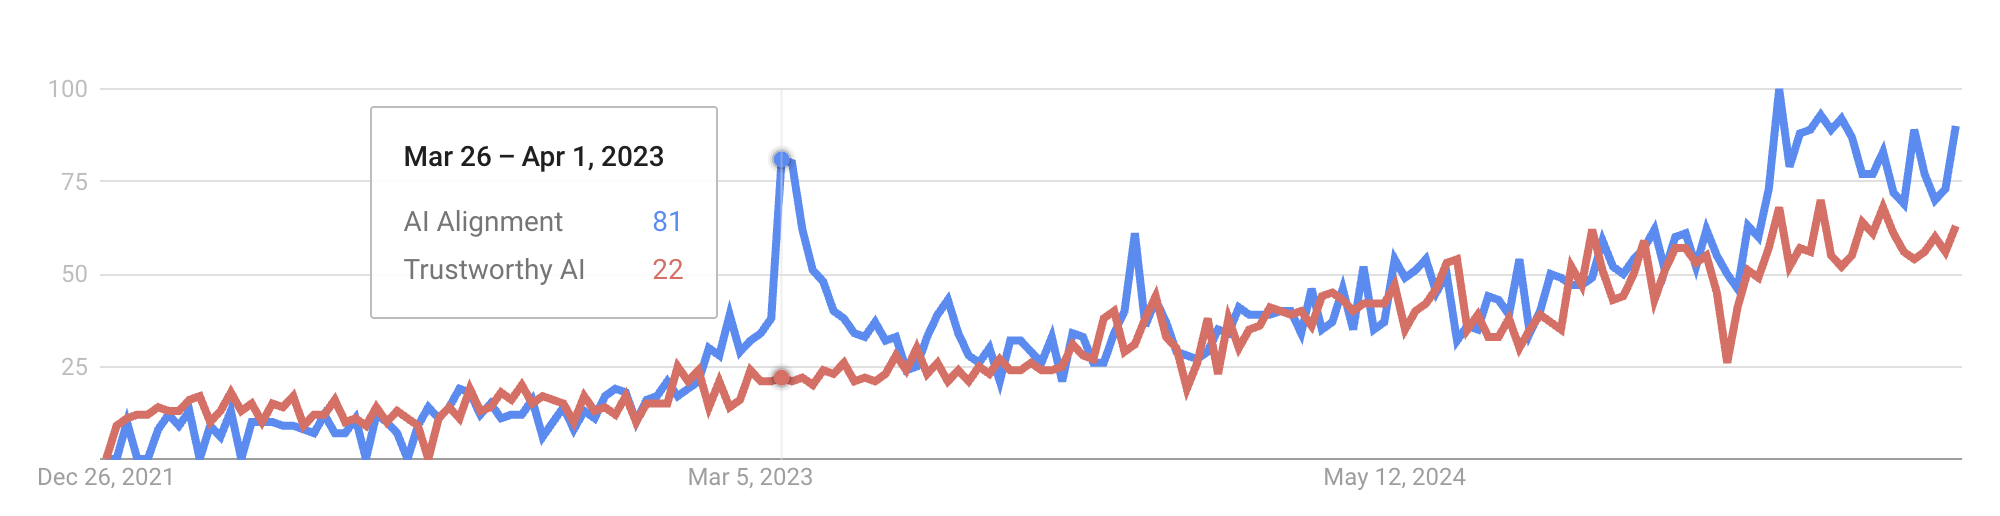 100
75
50
25
Mar 26 – Apr 1, 2023
AI Alignment 81
Trustworthy AI 22
Dec 26, 2021 Mar 5, 2023 May 12, 2024